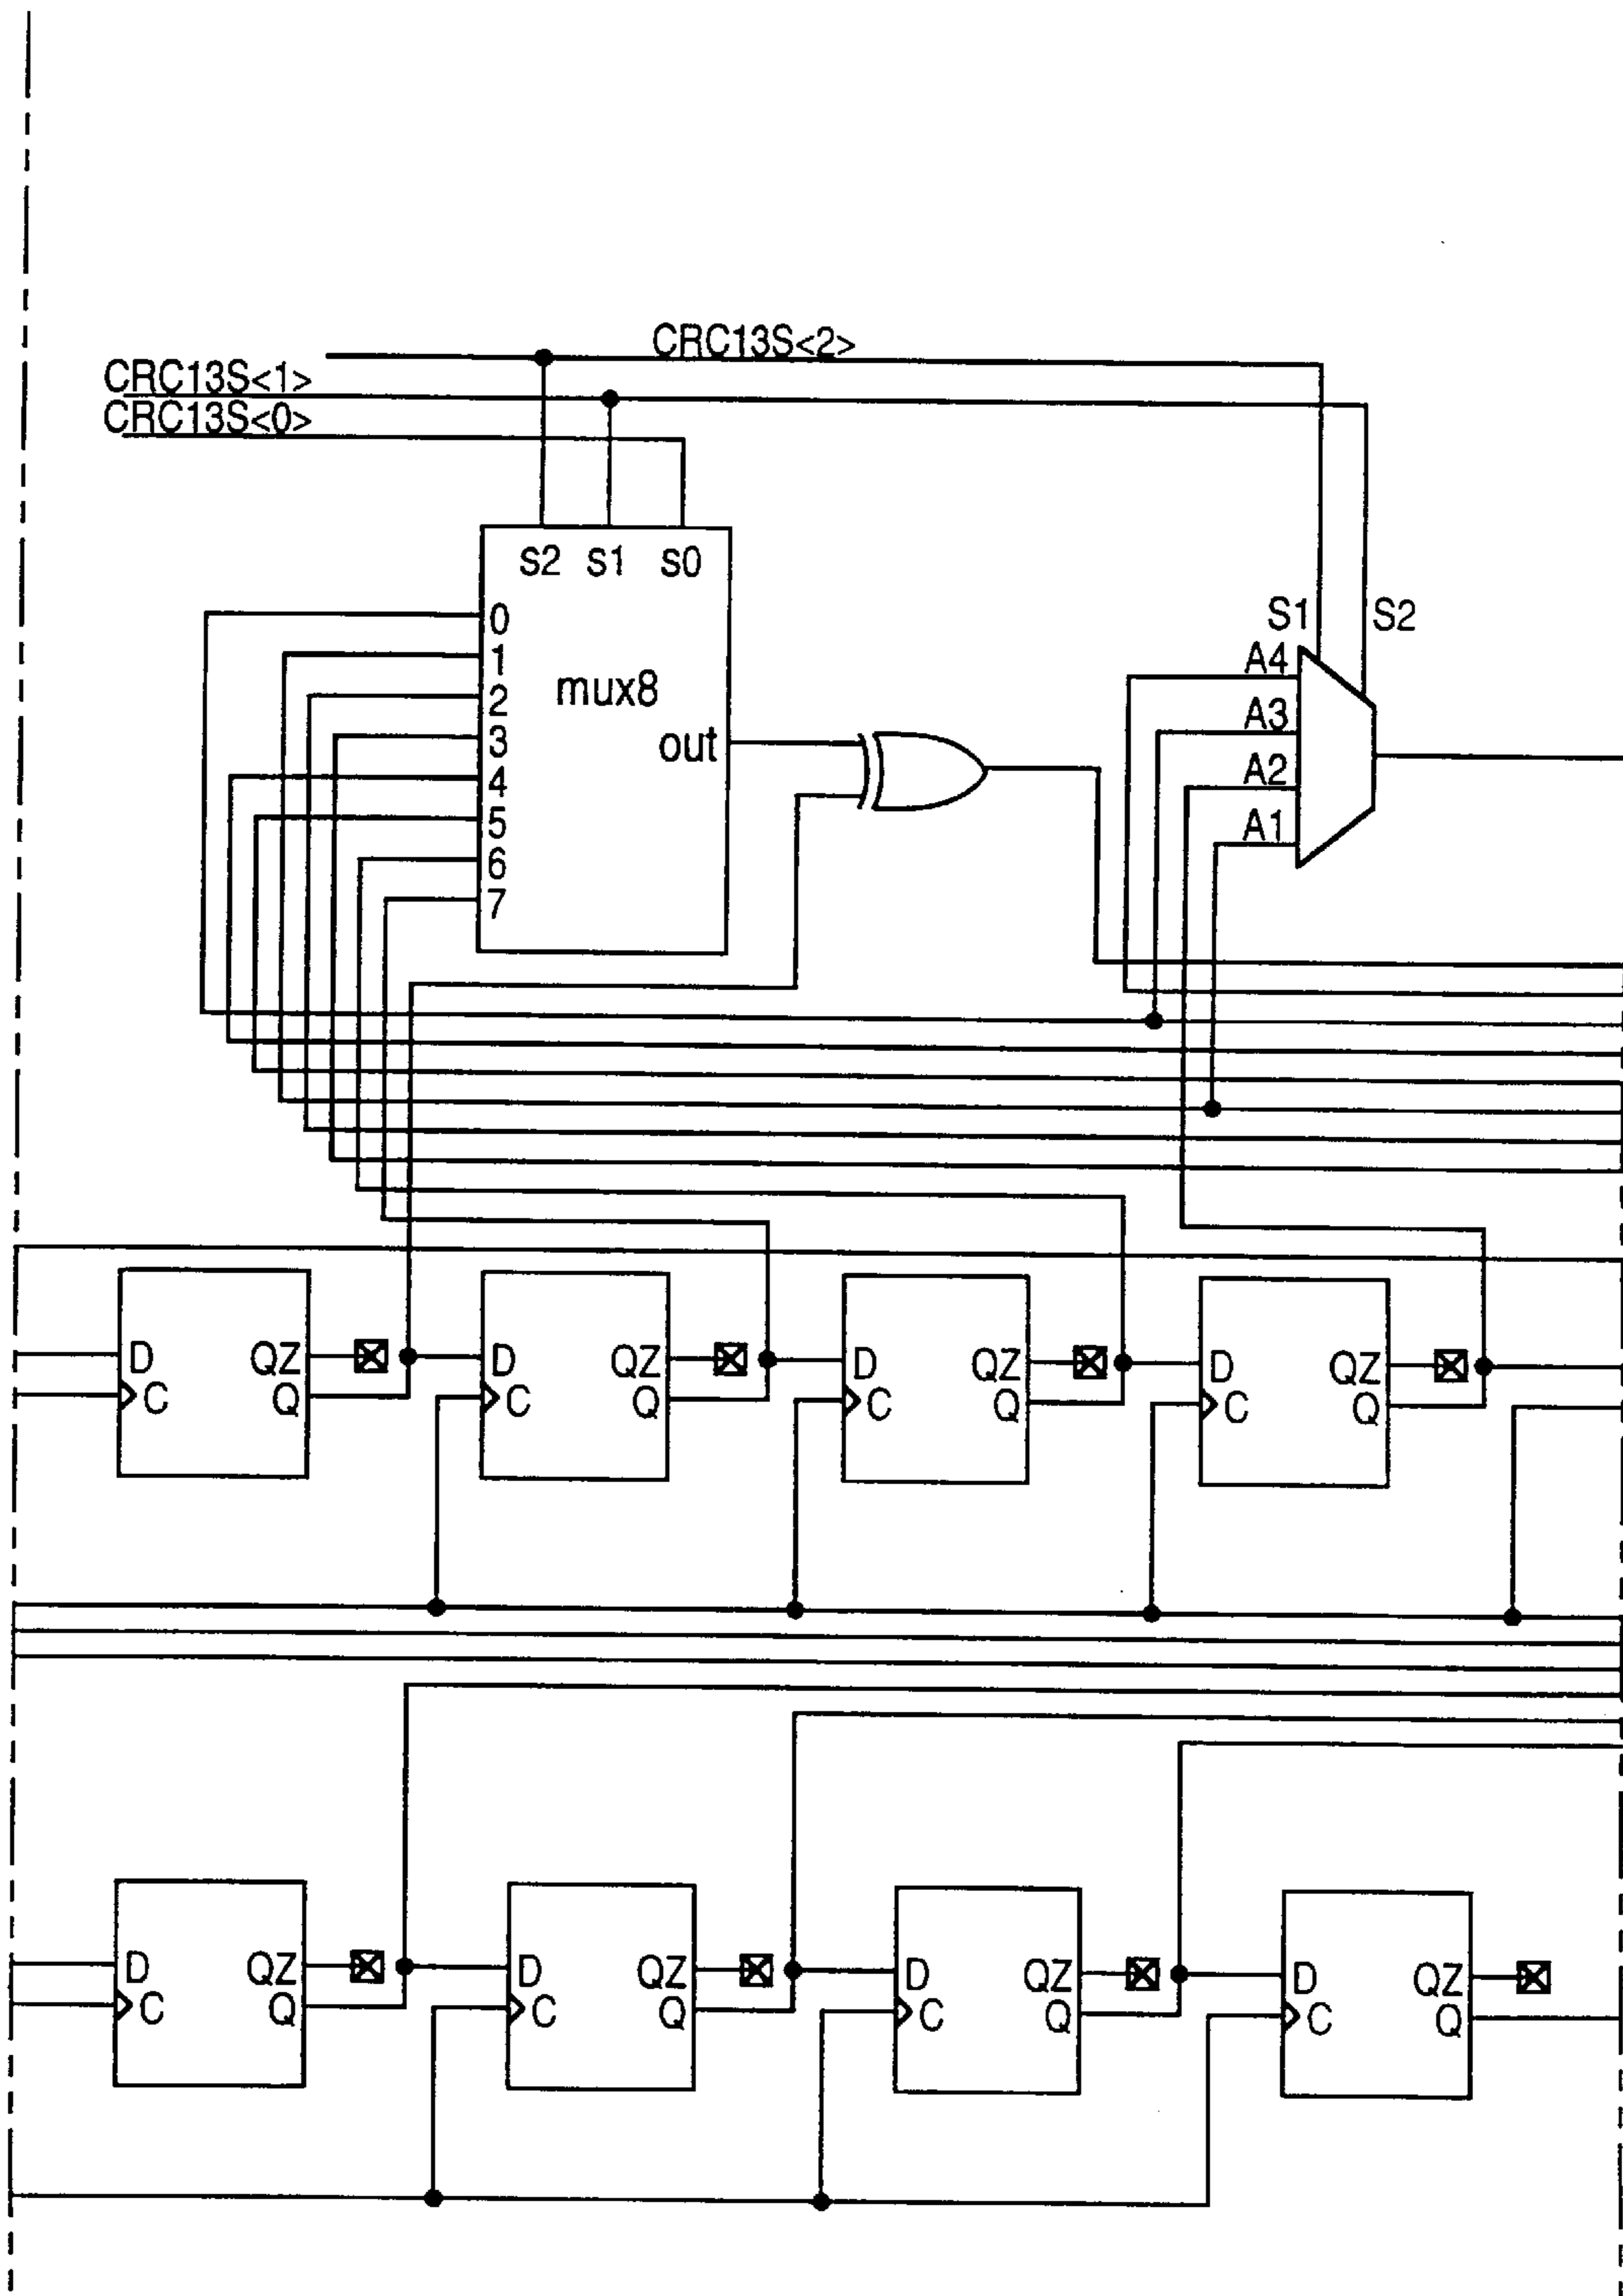 CRC13S<2>
CRC13S<1>
CRC13S<0>
S2 S1 S0
0
1
2
3
4
5
6
7
mux8
out
S1 S2
A4
A3
A2
A1
D QZ D QZ D QZ D QZ
C Q C Q C Q C Q
D QZ D QZ D QZ D QZ
C Q C Q C Q C Q